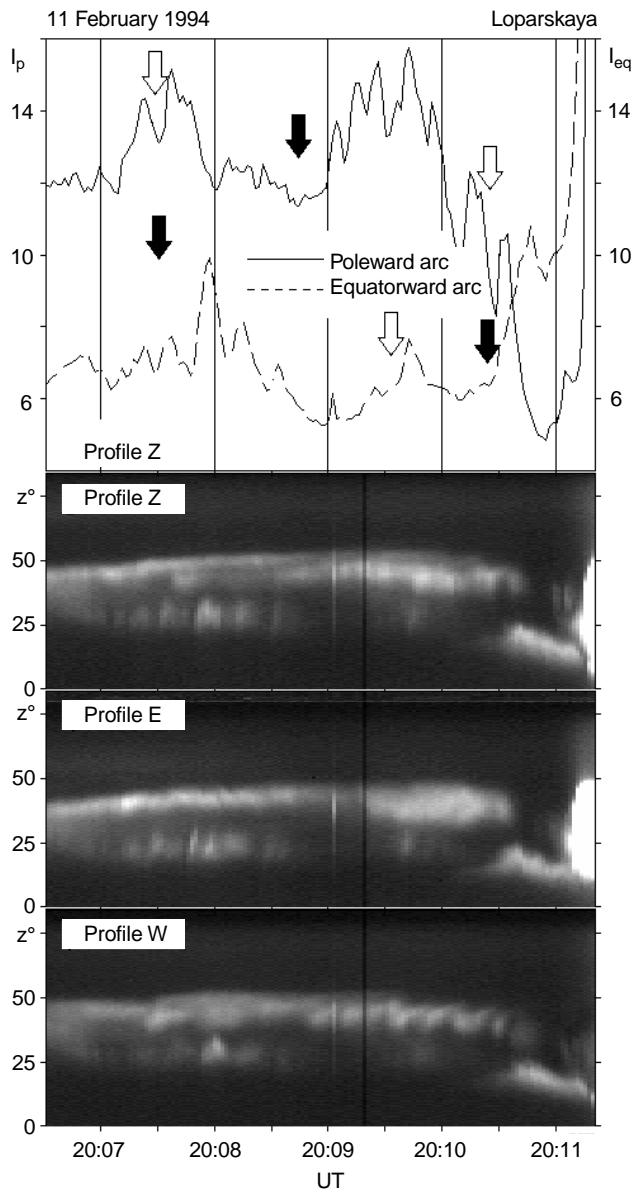 11 February 1994 Loparskaya
Ip Ieq
14 14
10 10
Poleward arc
Equatorward arc
6 6
Profile Z
z° Profile Z
50
25
0
z° Profile E
50
25
0
z° Profile W
50
25
0
20:07 20:08 20:09 20:10 20:11
UT